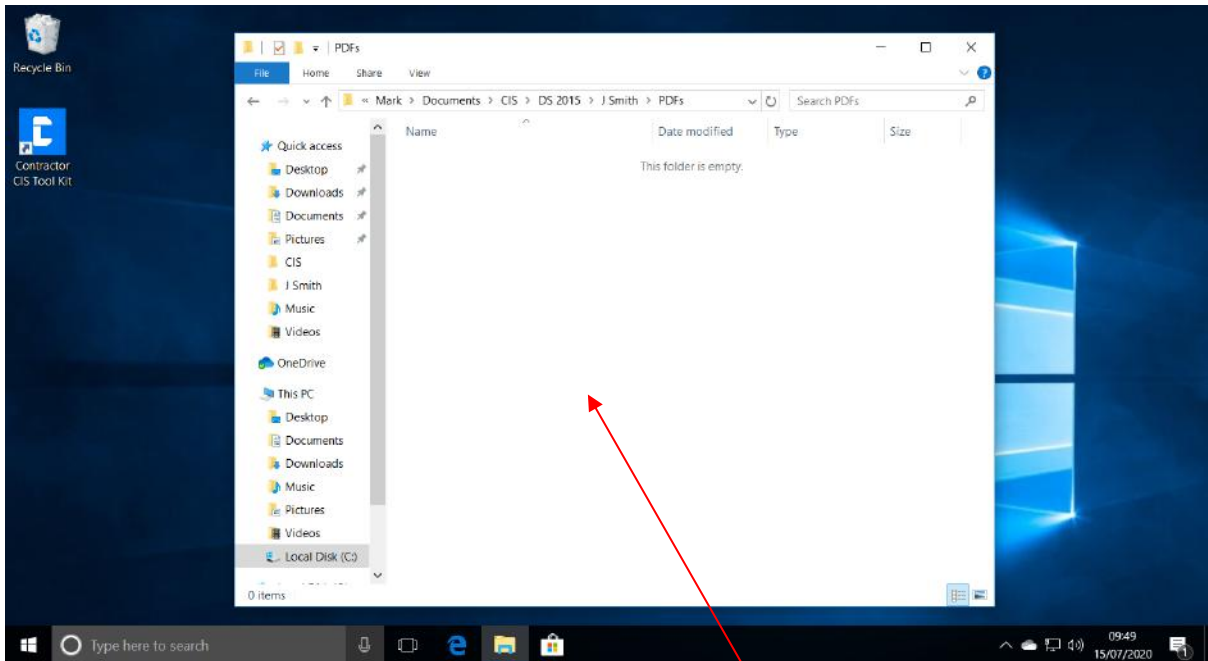 Recycle Bin
Contractor
CIS Tool Kit
PDFs
File Home Share View
« Mark > Documents > CIS > DS 2015 > J Smith > PDFs
Search PDFs
Name Date modified Type Size
This folder is empty.
Quick access
Desktop
Downloads
Documents
Pictures
CIS
J Smith
Music
Videos
OneDrive
This PC
Desktop
Documents
Downloads
Music
Pictures
Videos
Local Disk (C:)
0 items
Type here to search
09:49
15/07/2020
1